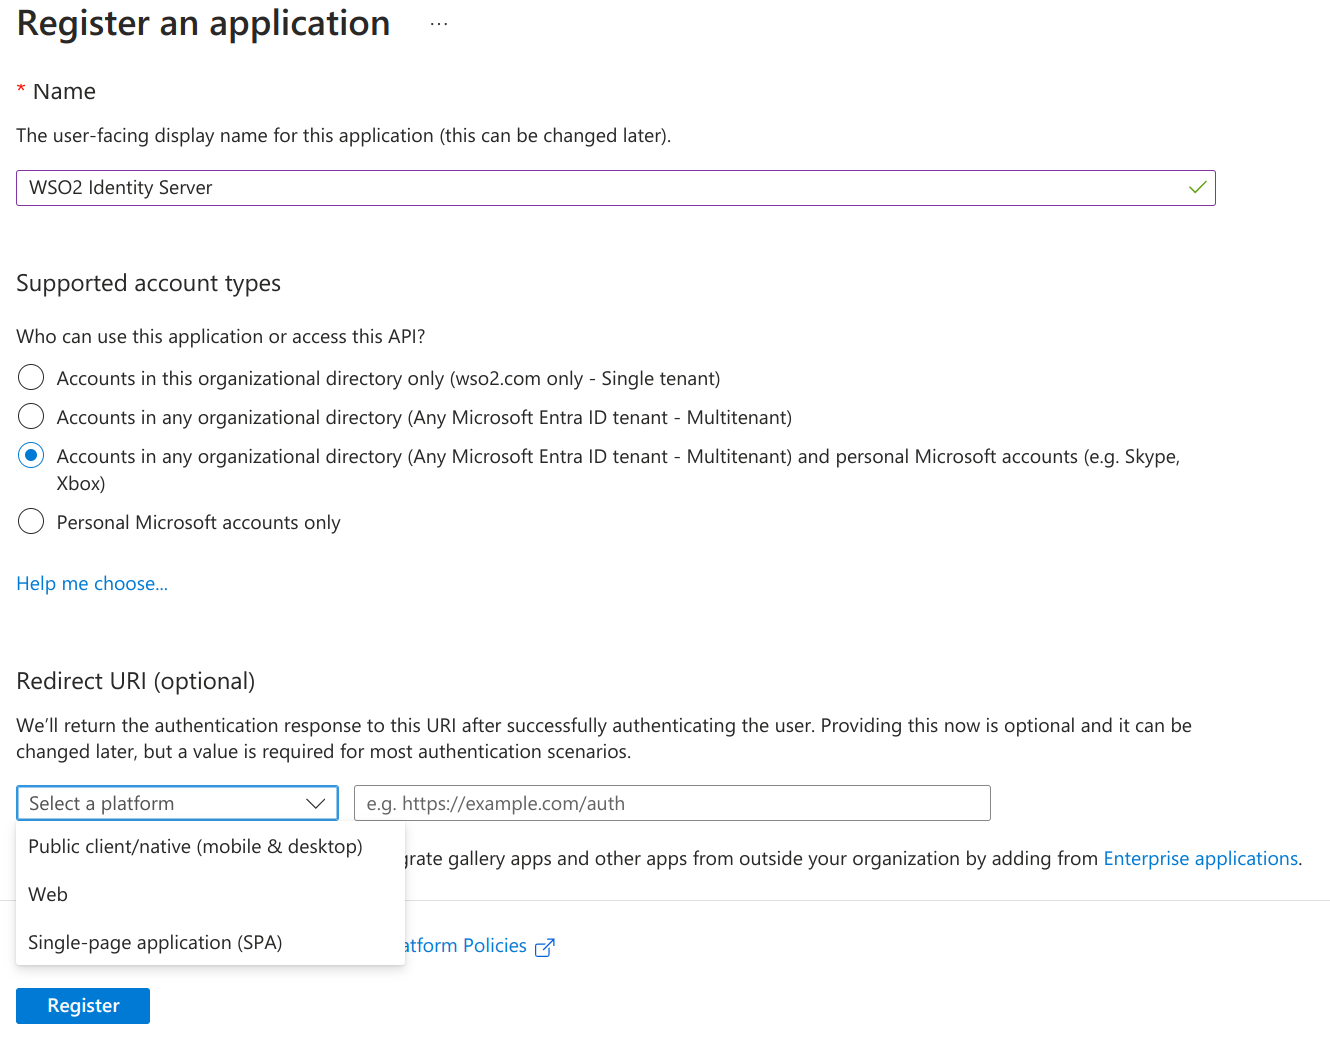 Register an application ...
* Name
The user-facing display name for this application (this can be changed later).
WSO2 Identity Server
Supported account types
Who can use this application or access this API?
Accounts in this organizational directory only (wso2.com only - Single tenant)
Accounts in any organizational directory (Any Microsoft Entra ID tenant - Multitenant)
Accounts in any organizational directory (Any Microsoft Entra ID tenant - Multitenant) and personal Microsoft accounts (e.g. Skype,
Xbox)
Personal Microsoft accounts only
Help me choose...
Redirect URI (optional)
We'll return the authentication response to this URI after successfully authenticating the user. Providing this now is optional and it can be
changed later, but a value is required for most authentication scenarios.
Select a platform e.g. https://example.com/auth
Public client/native (mobile & desktop)
grate gallery apps and other apps from outside your organization by adding from Enterprise applications.
Web
Single-page application (SPA)
atform Policies
Register